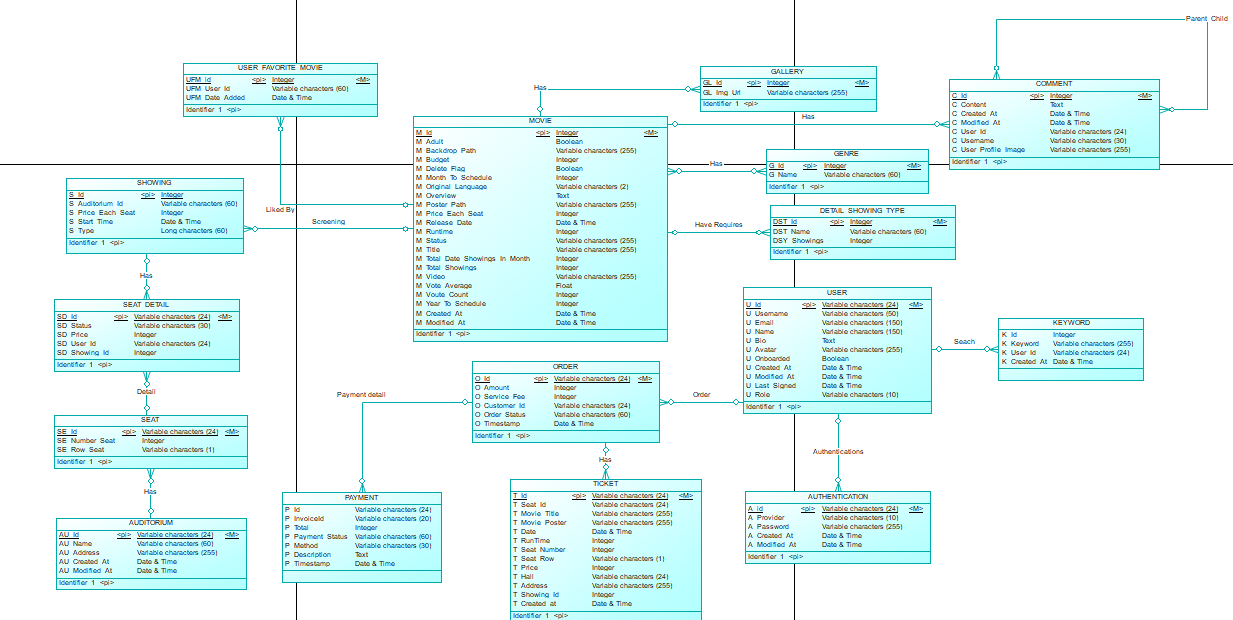 Parent Child
USER FAVORITE MOVIE
UFM id <pi> Integer <M>
UFM User Id Variable characters (60)
UFM Date Added Date & Time
Identifier 1 <pi>
Has
GALLERY
GL Id <pi> Integer <M>
GL Img Url Variable characters (255)
Identifier 1 <pi>
COMMENT
C Id <pi> Integer <M>
C Content Text
C Created At Date & Time
C Modified At Date & Time
C User Id Variable characters (24)
C Username Variable characters (30)
C User Profile Image Variable characters (255)
Identifier 1 <pi>
Has
MOVIE
M Id <pi> Integer <M>
M Adult Boolean
M Backdrop Path Variable characters (255)
M Budget Integer
M Delete Flag Boolean
M Month To Schedule Integer
M Original Language Variable characters (2)
M Overview Text
M Poster Path Variable characters (255)
M Price Each Seat Integer
M Release Date Date & Time
M Runtime Integer
M Status Variable characters (255)
M Title Variable characters (255)
M Total Date Showings In Month Integer
M Total Showings Integer
M Video Variable characters (255)
M Vote Average Float
M Voute Count Integer
M Year To Schedule Integer
M Created At Date & Time
M Modified At Date & Time
Identifier 1 <pi>
Has
GENRE
G Id <pi> Integer <M>
G Name Variable characters (60)
Identifier 1 <pi>
SHOWING
S Id <pi> Integer
S Auditorium Id Variable characters (60)
S Price Each Seat Integer
S Start Time Date & Time
S Type Long characters (60)
Identifier 1 <pi>
Liked By
Screening
Have Requires
DETAIL SHOWING TYPE
DST Id <pi> Integer <M>
DST Name Variable characters (60)
DSY Showings Integer
Identifier 1 <pi>
Has
SEAT DETAIL
SD Id <pi> Variable characters (24) <M>
SD Status Variable characters (30)
SD Price Integer
SD User Id Variable characters (24)
SD Showing Id Integer
Identifier 1 <pi>
USER
U Id <pi> Variable characters (24) <M>
U Username Variable characters (50)
U Email Variable characters (150)
U Name Variable characters (150)
U Bio Text
U Avatar Variable characters (255)
U Onboarded Boolean
U Created At Date & Time
U Modified At Date & Time
U Last Signed Date & Time
U Role Variable characters (10)
Identifier 1 <pi>
Seach
KEYWORD
K Id Integer
K Keyword Variable characters (255)
K User Id Variable characters (24)
K Created At Date & Time
ORDER
O Id <pi> Variable characters (24) <M>
O Amount Integer
O Service Fee Integer
O Customer Id Variable characters (24)
O Order Status Variable characters (60)
O Timestamp Date & Time
Identifier 1 <pi>
Payment detail
Order
Detail
SEAT
SE Id <pi> Variable characters (24) <M>
SE Number Seat Integer
SE Row Seat Variable characters (1)
Identifier 1 <pi>
Has
Authentications
Has
PAYMENT
P Id Variable characters (24)
P InvoiceId Variable characters (20)
P Total Integer
P Payment Status Variable characters (60)
P Method Variable characters (30)
P Description Text
P Timestamp Date & Time
TICKET
T Id <pi> Variable characters (24) <M>
T Seat Id Variable characters (24)
T Movie Title Variable characters (255)
T Movie Poster Variable characters (255)
T Date Date & Time
T RunTime Integer
T Seat Number Integer
T Seat Row Variable characters (1)
T Price Integer
T Hall Variable characters (24)
T Address Variable characters (255)
T Showing Id Integer
T Created at Date & Time
Identifier 1 <pi>
AUTHENTICATION
A id <pi> Variable characters (24) <M>
A Provider Variable characters (10)
A Password Variable characters (255)
A Created At Date & Time
A Modified At Date & Time
Identifier 1 <pi>
AUDITORIUM
AU Id <pi> Variable characters (24) <M>
AU Name Variable characters (60)
AU Address Variable characters (255)
AU Created At Date & Time
AU Modified At Date & Time
Identifier 1 <pi>